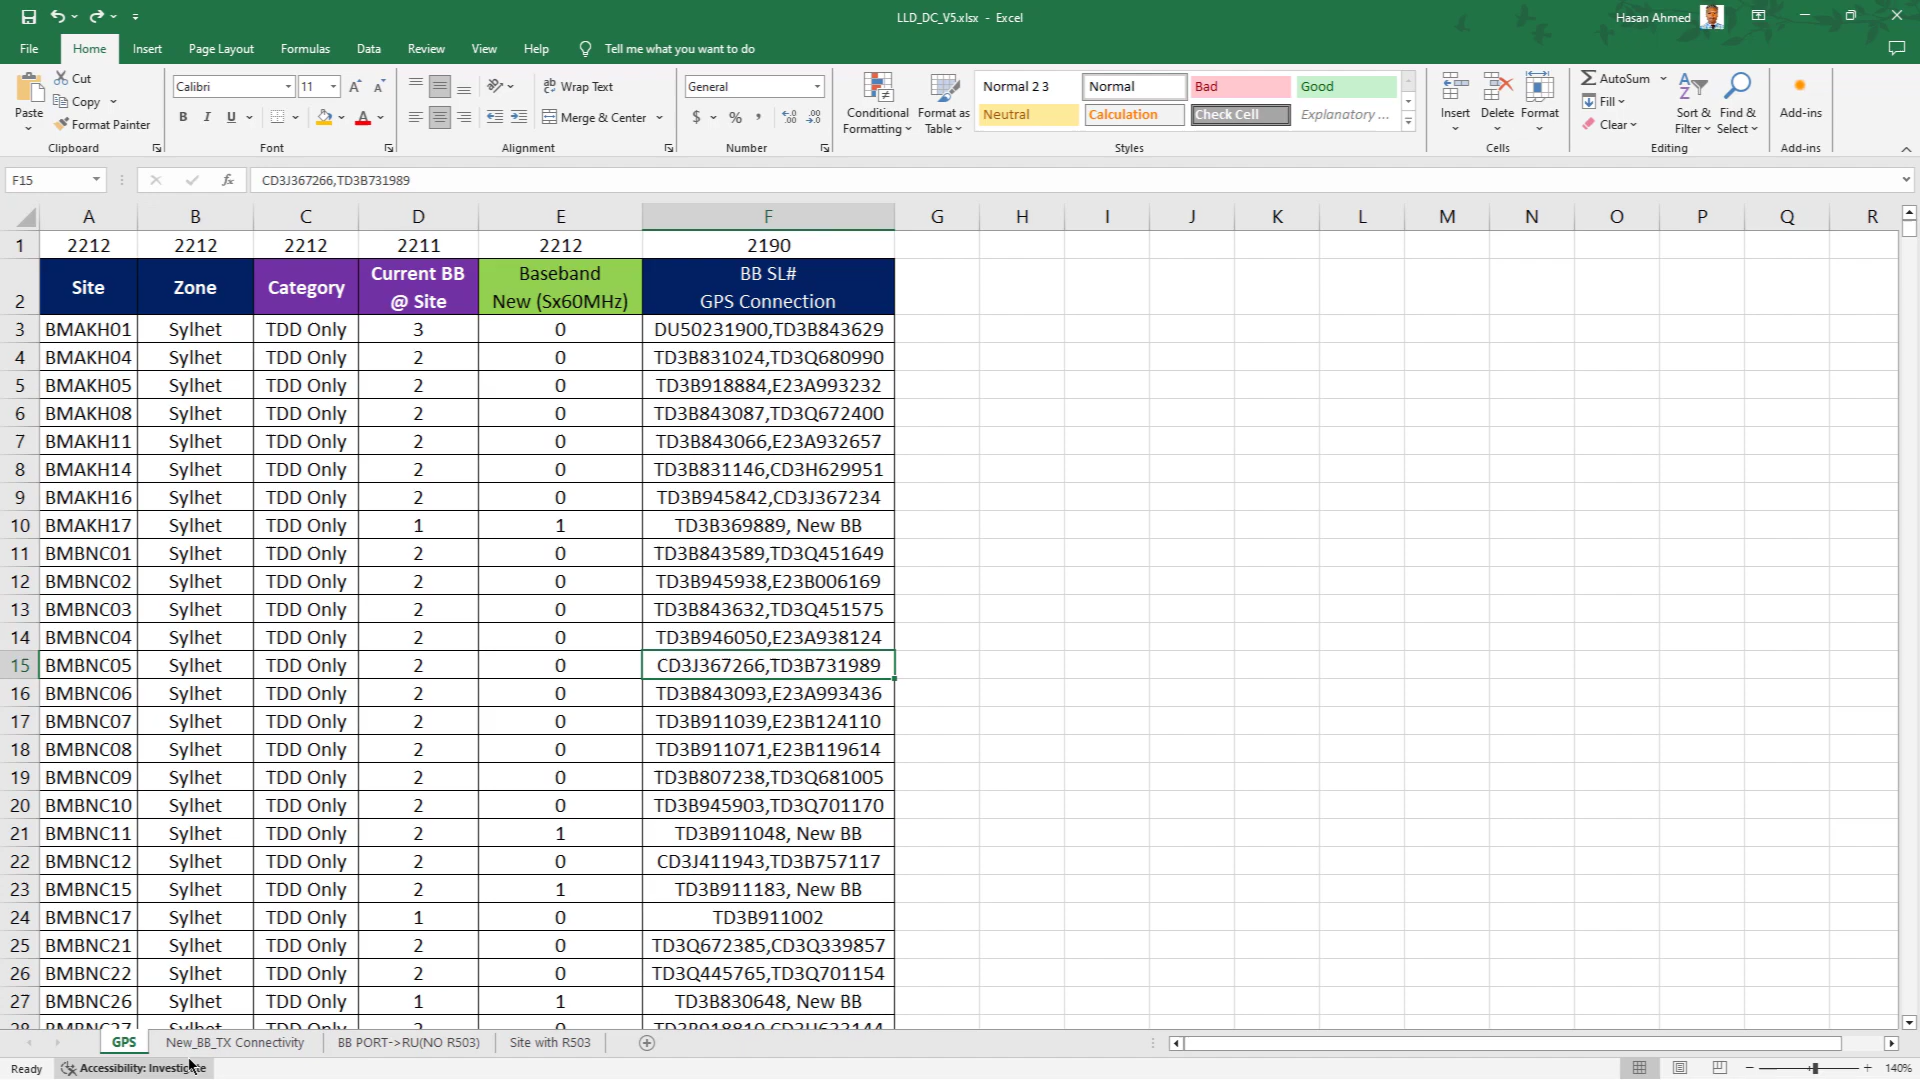 LLD_DC_V5.xlsx - Excel
Hasan Ahmed
File Home Insert Page Layout Formulas Data Review View Help Tell me what you want to do
Paste
Cut
Copy
Format Painter
Clipboard
Calibri 11
B I U
Font
Wrap Text
Merge & Center
Alignment
General
$ % ,
Number
Conditional Formatting
Format as Table
Normal 2 3 Normal Bad Good
Neutral Calculation Check Cell Explanatory ...
Styles
Insert Delete Format
Cells
AutoSum
Fill
Clear
Sort & Filter
Find & Select
Editing
Add-ins
Add-ins
F15 fx CD3J367266,TD3B731989
A B C D E F G H I J K L M N O P Q R
1 2212 2212 2212 2211 2212 2190
2 Site Zone Category Current BB @ Site Baseband New (Sx60MHz) BB SL# GPS Connection
3 BMAKH01 Sylhet TDD Only 3 0 DU50231900,TD3B843629
4 BMAKH04 Sylhet TDD Only 2 0 TD3B831024,TD3Q680990
5 BMAKH05 Sylhet TDD Only 2 0 TD3B918884,E23A993232
6 BMAKH08 Sylhet TDD Only 2 0 TD3B843087,TD3Q672400
7 BMAKH11 Sylhet TDD Only 2 0 TD3B843066,E23A932657
8 BMAKH14 Sylhet TDD Only 2 0 TD3B831146,CD3H629951
9 BMAKH16 Sylhet TDD Only 2 0 TD3B945842,CD3J367234
10 BMAKH17 Sylhet TDD Only 1 1 TD3B369889, New BB
11 BMBNC01 Sylhet TDD Only 2 0 TD3B843589,TD3Q451649
12 BMBNC02 Sylhet TDD Only 2 0 TD3B945938,E23B006169
13 BMBNC03 Sylhet TDD Only 2 0 TD3B843632,TD3Q451575
14 BMBNC04 Sylhet TDD Only 2 0 TD3B946050,E23A938124
15 BMBNC05 Sylhet TDD Only 2 0 CD3J367266,TD3B731989
16 BMBNC06 Sylhet TDD Only 2 0 TD3B843093,E23A993436
17 BMBNC07 Sylhet TDD Only 2 0 TD3B911039,E23B124110
18 BMBNC08 Sylhet TDD Only 2 0 TD3B911071,E23B119614
19 BMBNC09 Sylhet TDD Only 2 0 TD3B807238,TD3Q681005
20 BMBNC10 Sylhet TDD Only 2 0 TD3B945903,TD3Q701170
21 BMBNC11 Sylhet TDD Only 2 1 TD3B911048, New BB
22 BMBNC12 Sylhet TDD Only 2 0 CD3J411943,TD3B757117
23 BMBNC15 Sylhet TDD Only 2 1 TD3B911183, New BB
24 BMBNC17 Sylhet TDD Only 1 0 TD3B911002
25 BMBNC21 Sylhet TDD Only 2 0 TD3Q672385,CD3Q339857
26 BMBNC22 Sylhet TDD Only 2 0 TD3Q445765,TD3Q701154
27 BMBNC26 Sylhet TDD Only 1 1 TD3B830648, New BB
GPS New_BB_TX Connectivity BB PORT->RU(NO R503) Site with R503
Ready Accessibility: Investigate 140%